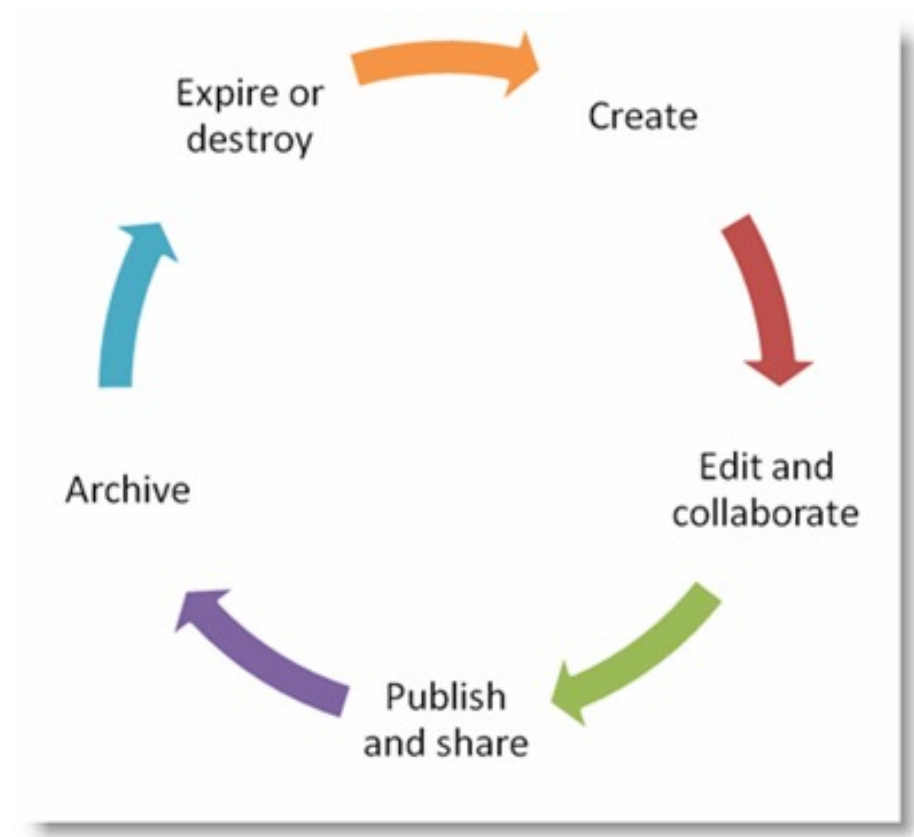 Expire or
destroy
Create
Edit and
collaborate
Publish
and share
Archive